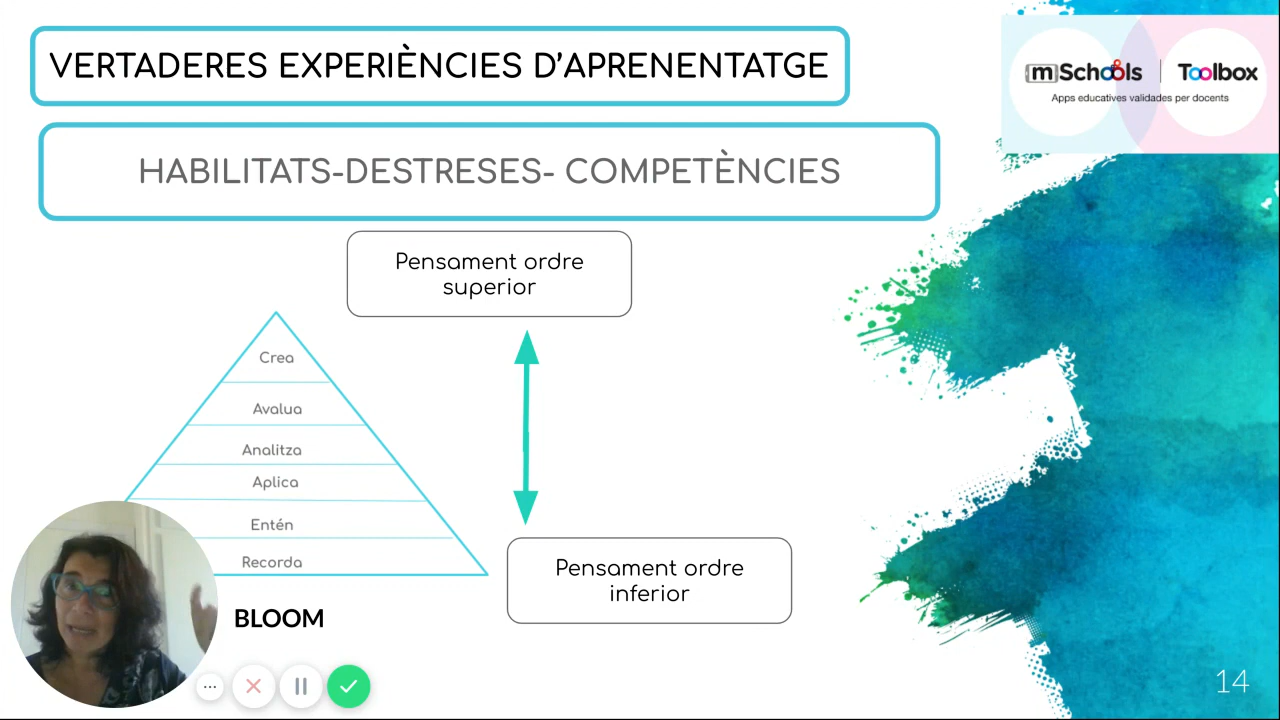 VERTADERES EXPERIÈNCIES D'APRENENTATGE
mSchools | Toolbox
Apps educatives validades per docents
HABILITATS-DESTRESES- COMPETÈNCIES
Pensament ordre
superior
Crea
Avalua
Analitza
Aplica
Entén
Recorda
Pensament ordre
inferior
BLOOM
14